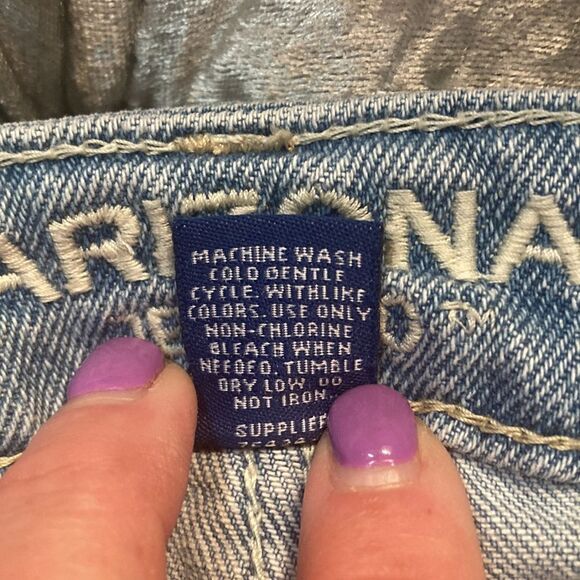 ARIZONA
MACHINE WASH
COLD GENTLE
CYCLE. WITH LIKE
COLORS. USE ONLY
NON-CHLORINE
BLEACH WHEN
NEEDED. TUMBLE
DRY LOW. DO
NOT IRON.
SUPPLIER